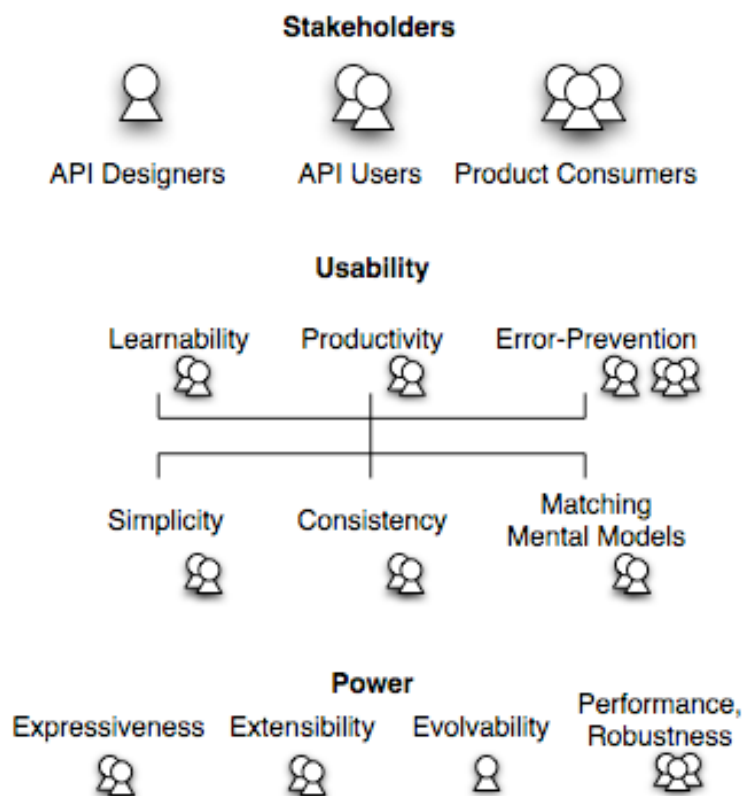 Stakeholders
API Designers
API Users
Product Consumers
Usability
Learnability
Productivity
Error-Prevention
Simplicity
Consistency
Matching
Mental Models
Power
Expressiveness
Extensibility
Evolvability
Performance,
Robustness